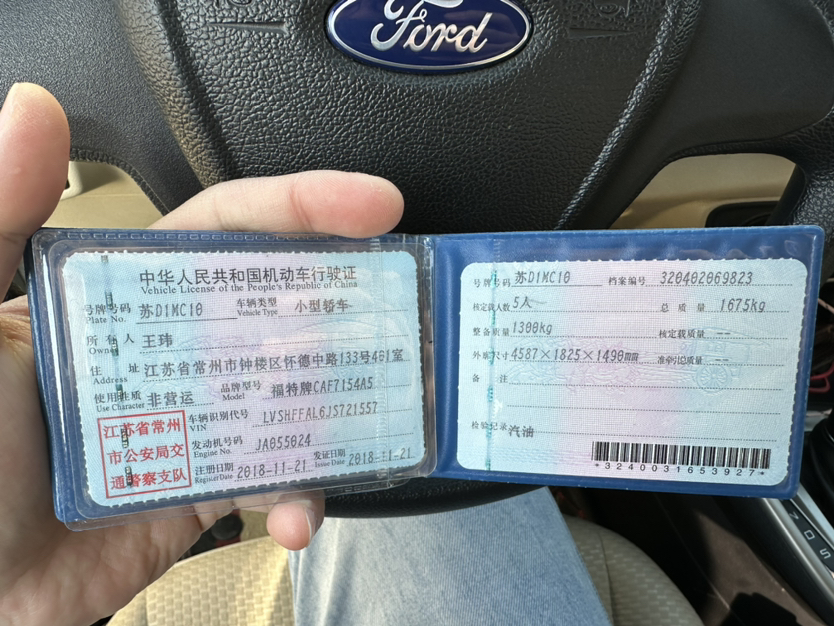 Ford
中华人民共和国机动车行驶证
Vehicle License of the People's Republic of China
号牌号码 苏D1MC10 车辆类型 小型轿车
Plate No. Vehicle Type
所有人 王玮
Owner
住址 江苏省常州市钟楼区怀德中路133号461室
Address
使用性质 非营运 品牌型号 福特牌CAF7154A5
Use Character Model
江苏省常州
市公安局交
通警察支队
车辆识别代号 LVSHFFAL6JS721557
VIN
发动机号码 JA055024
Engine No.
注册日期 2018-11-21 发证日期 2018-11-21
Register Date Issue Date
号牌号码 苏D1MC10 档案编号 320402069823
核定载人数 5人 总质量 1675kg
整备质量 1300kg 核定载质量 --
外廓尺寸 4587×1825×1490mm 准牵引总质量 --
备注
检验记录 汽油
*3240031653927*
N
D
S